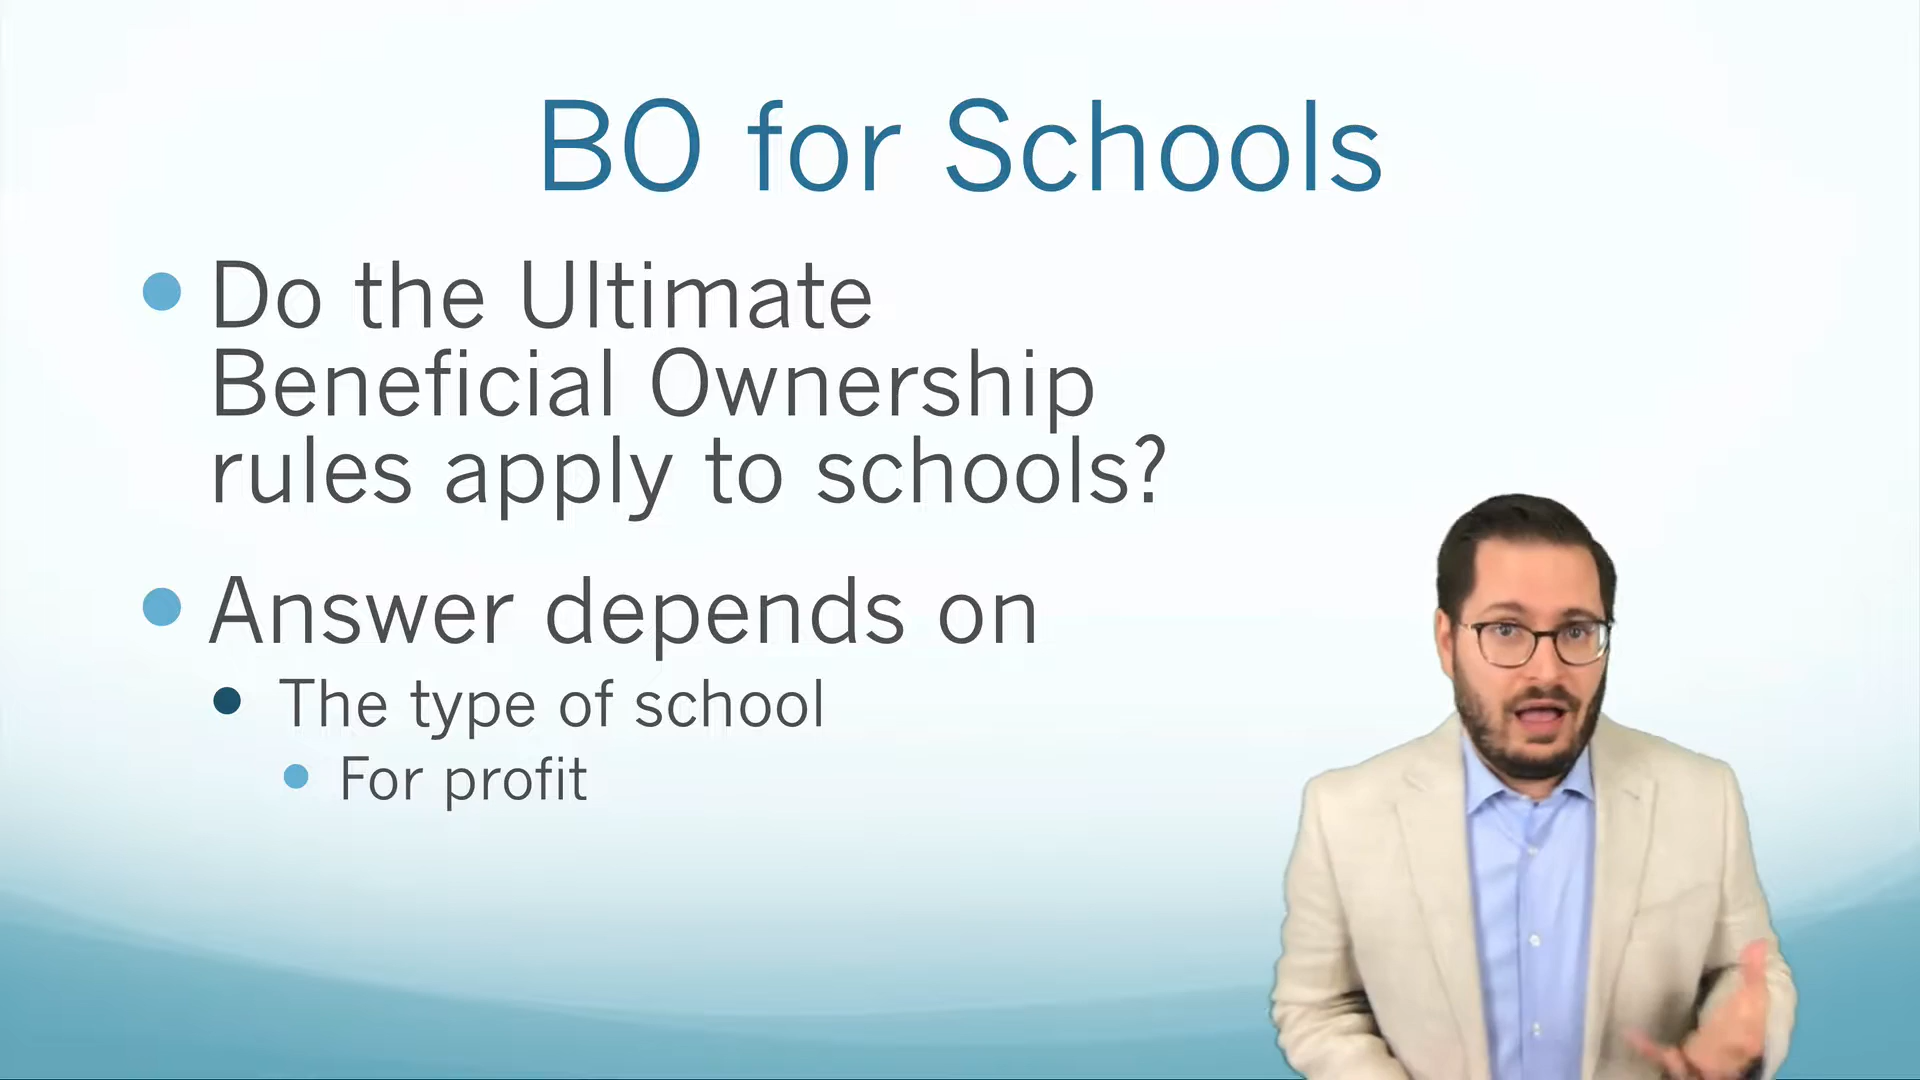 BO for Schools
Do the Ultimate
Beneficial Ownership
rules apply to schools?
Answer depends on
The type of school
For profit